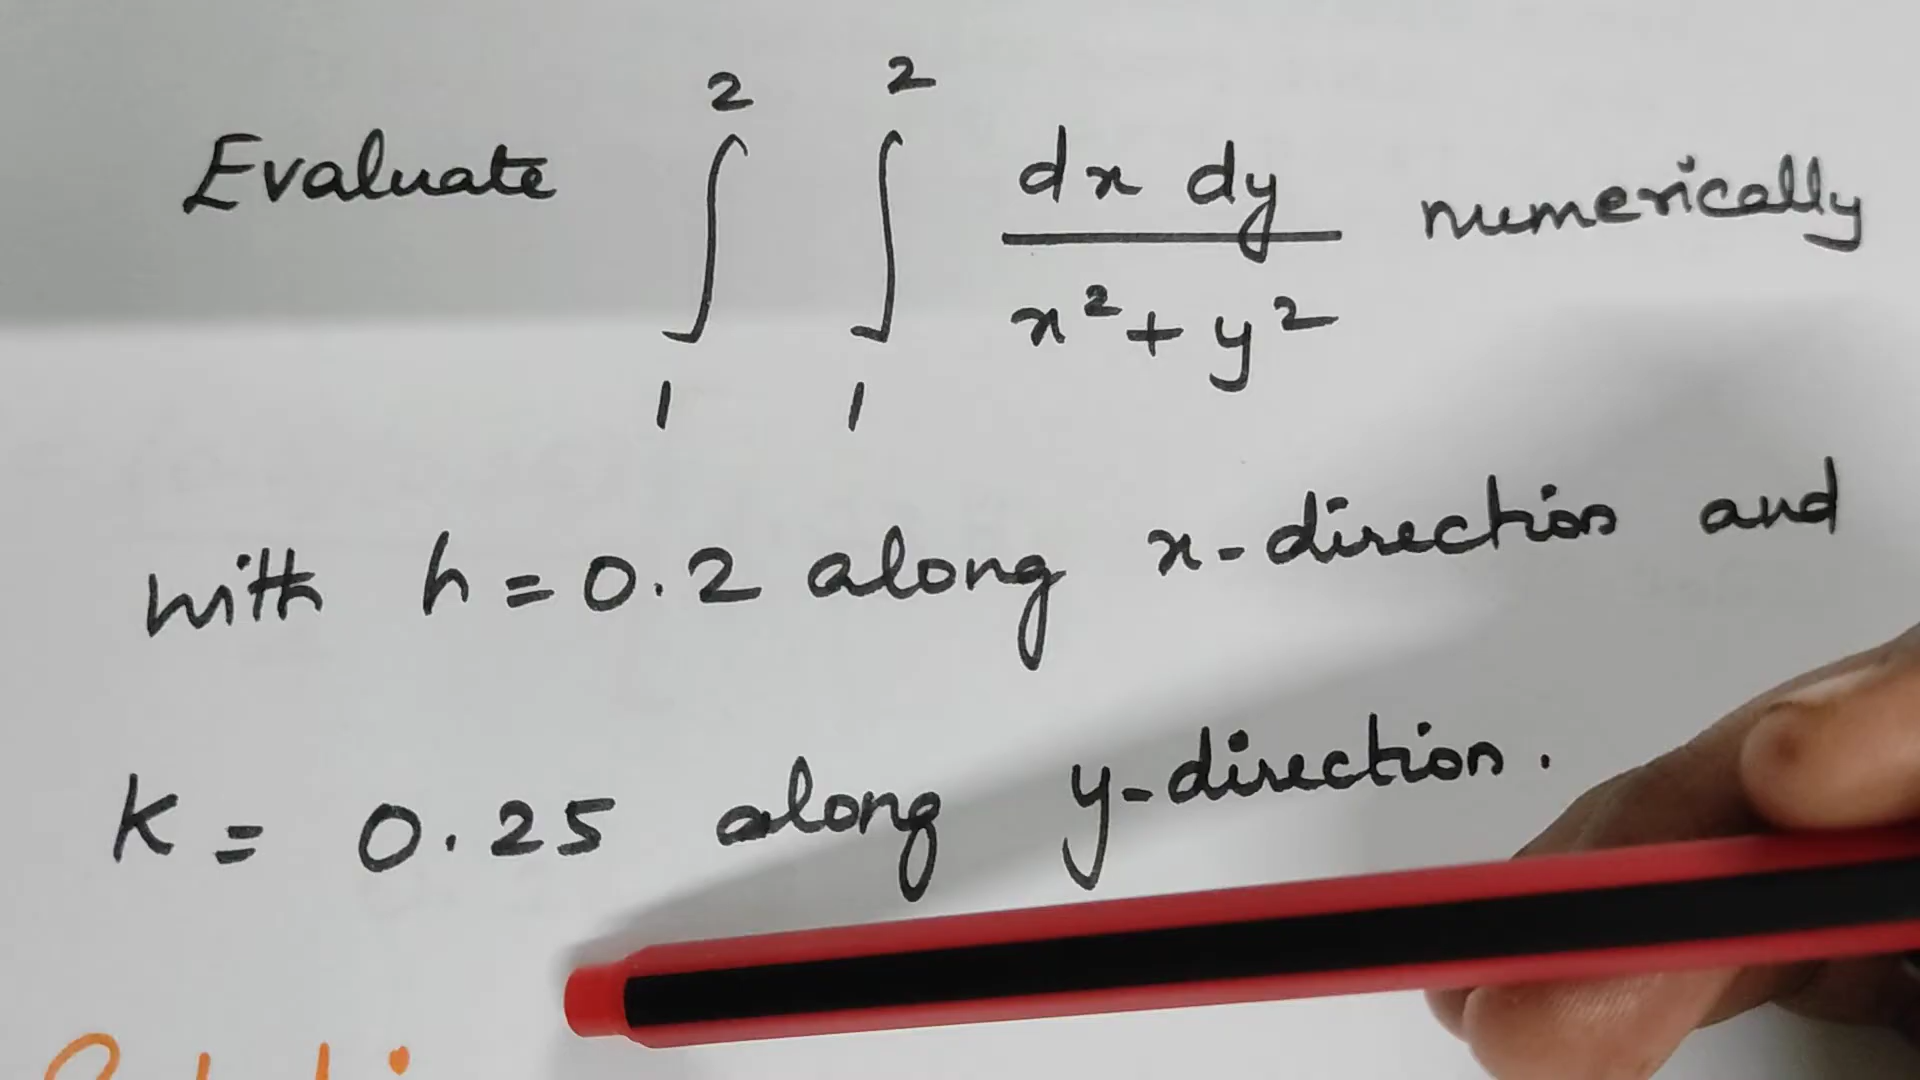 Evaluate ∫₁² ∫₁² dx dy / x² + y² numerically
with h = 0.2 along x-direction and
K = 0.25 along y-direction.